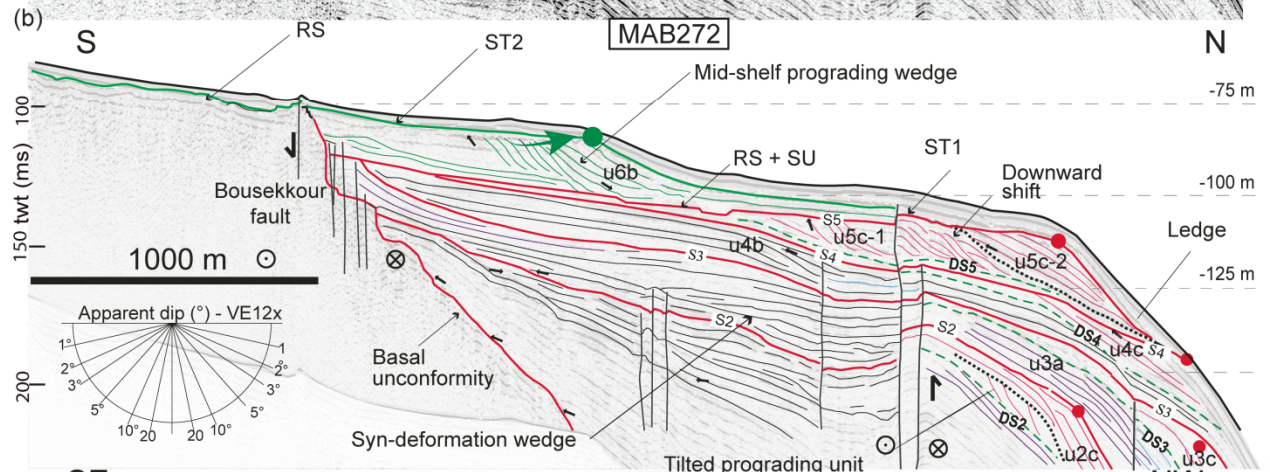 (b)
S
RS
ST2
MAB272
N
Mid-shelf prograding wedge
-75 m
100
RS + SU
ST1
Downward
shift
u6b
-100 m
Bousekkour
fault
Ledge
S5
u5c-1
u4b
S4
S3
DS5
u5c-2
150
twt (ms)
1000 m
-125 m
Apparent dip (°) - VE12x
S2
S2
DS4
u4c
S4
1°
2°
3°
5°
10°
20
20
10°
5°
3°
2°
1
Basal
unconformity
u3a
200
S3
DS2
DS3
Syn-deformation wedge
u2c
u3c
Tilted prograding unit